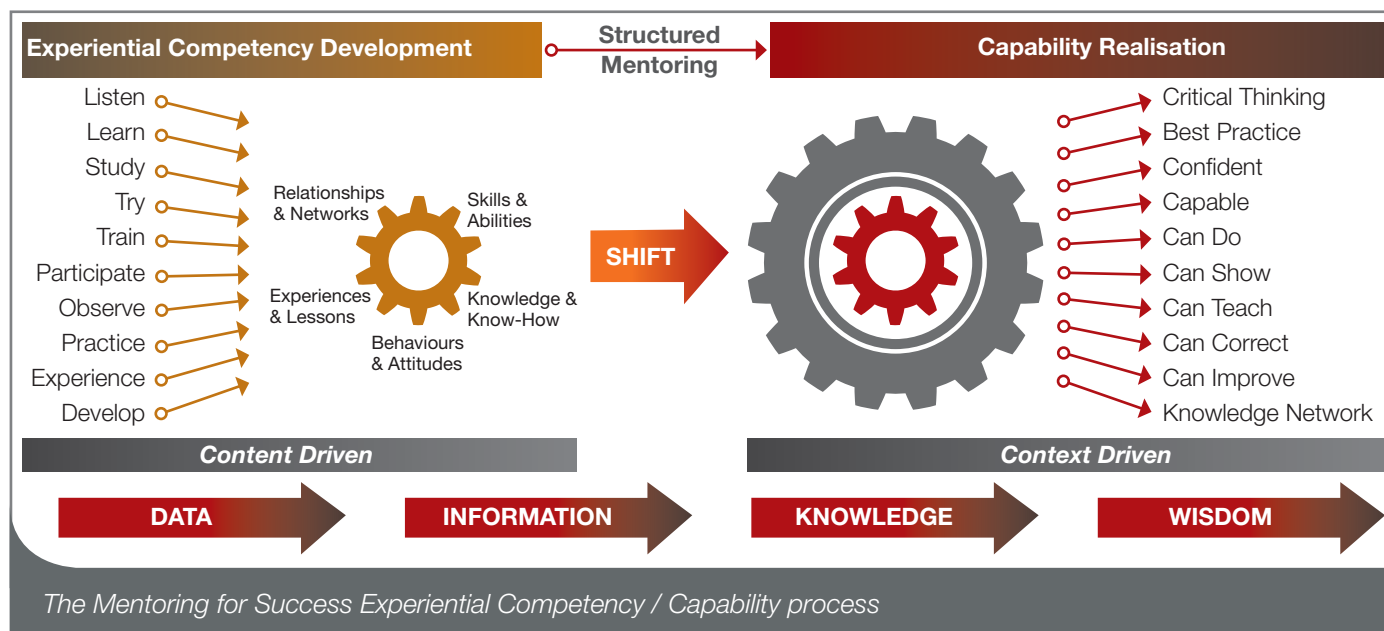 Experiential Competency Development
Structured
Mentoring
Capability Realisation
Listen
Learn
Study
Try
Train
Participate
Observe
Practice
Experience
Develop
Relationships
& Networks
Skills &
Abilities
Experiences
& Lessons
Knowledge &
Know-How
Behaviours
& Attitudes
SHIFT
Critical Thinking
Best Practice
Confident
Capable
Can Do
Can Show
Can Teach
Can Correct
Can Improve
Knowledge Network
Content Driven
Context Driven
DATA
INFORMATION
KNOWLEDGE
WISDOM
The Mentoring for Success Experiential Competency / Capability process